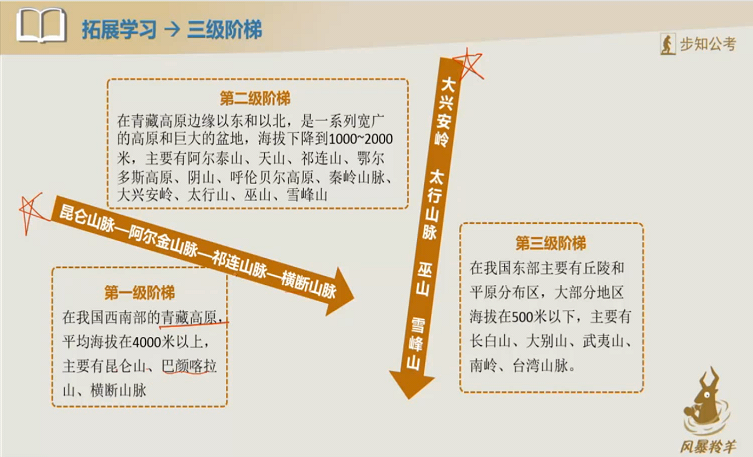 拓展学习 → 三级阶梯
步知公考
第二级阶梯
在青藏高原边缘以东和以北，是一系列宽广
的高原和巨大的盆地，海拔下降到1000~2000
米，主要有阿尔泰山、天山、祁连山、鄂尔
多斯高原、阴山、呼伦贝尔高原、秦岭山脉、
大兴安岭、太行山、巫山、雪峰山
大兴安岭 太行山脉 巫山 雪峰山
昆仑山脉—阿尔金山脉—祁连山脉—横断山脉
第一级阶梯
在我国西南部的青藏高原，
平均海拔在4000米以上，
主要有昆仑山、巴颜喀拉
山、横断山脉
第三级阶梯
在我国东部主要有丘陵和
平原分布区，大部分地区
海拔在500米以下，主要有
长白山、大别山、武夷山、
南岭、台湾山脉。
风暴羚羊